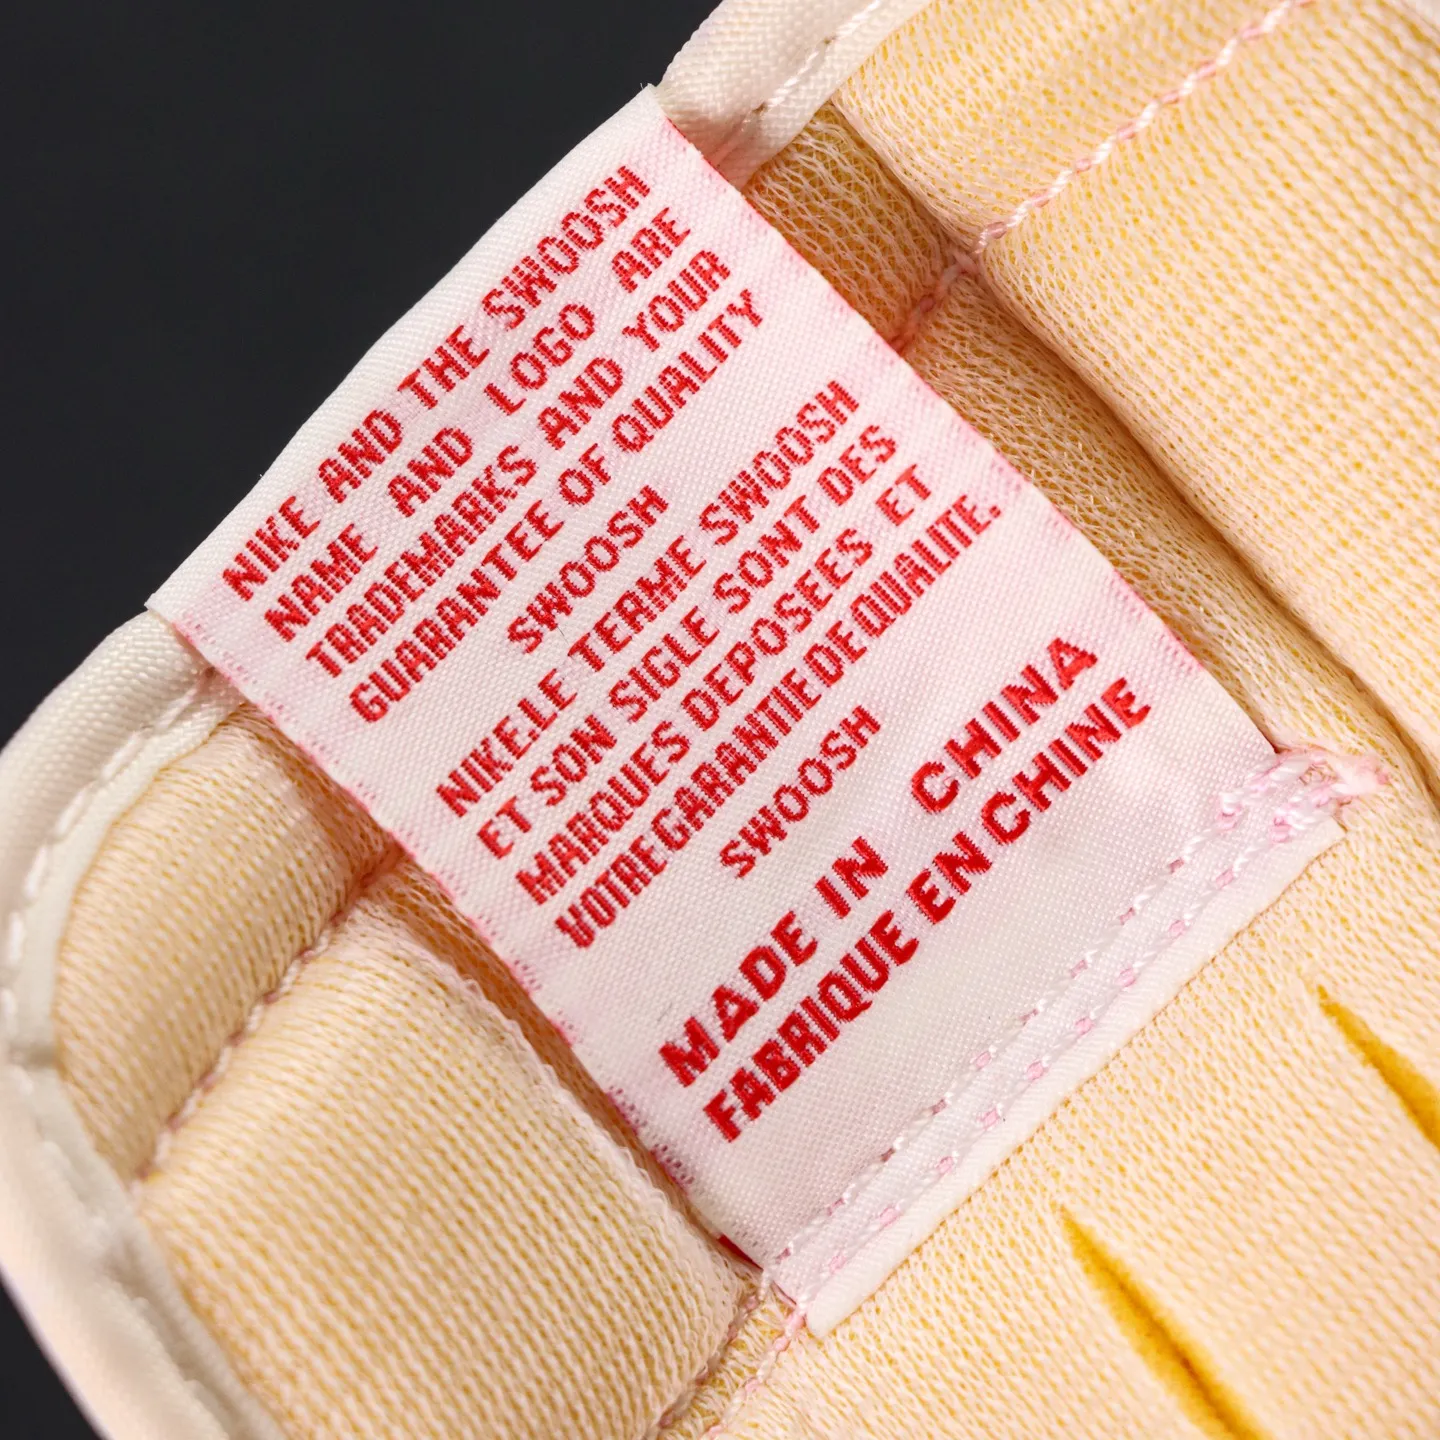 NIKE AND THE SWOOSH
NAME AND LOGO ARE
TRADEMARKS AND YOUR
GUARANTEE OF QUALITY
SWOOSH
NIKE.LE TERME SWOOSH
ET SON SIGLE SONT DES
MARQUES DEPOSEES ET
VOTRE GARANTIE DE QUALITE.
SWOOSH
MADE IN CHINA
FABRIQUE EN CHINE